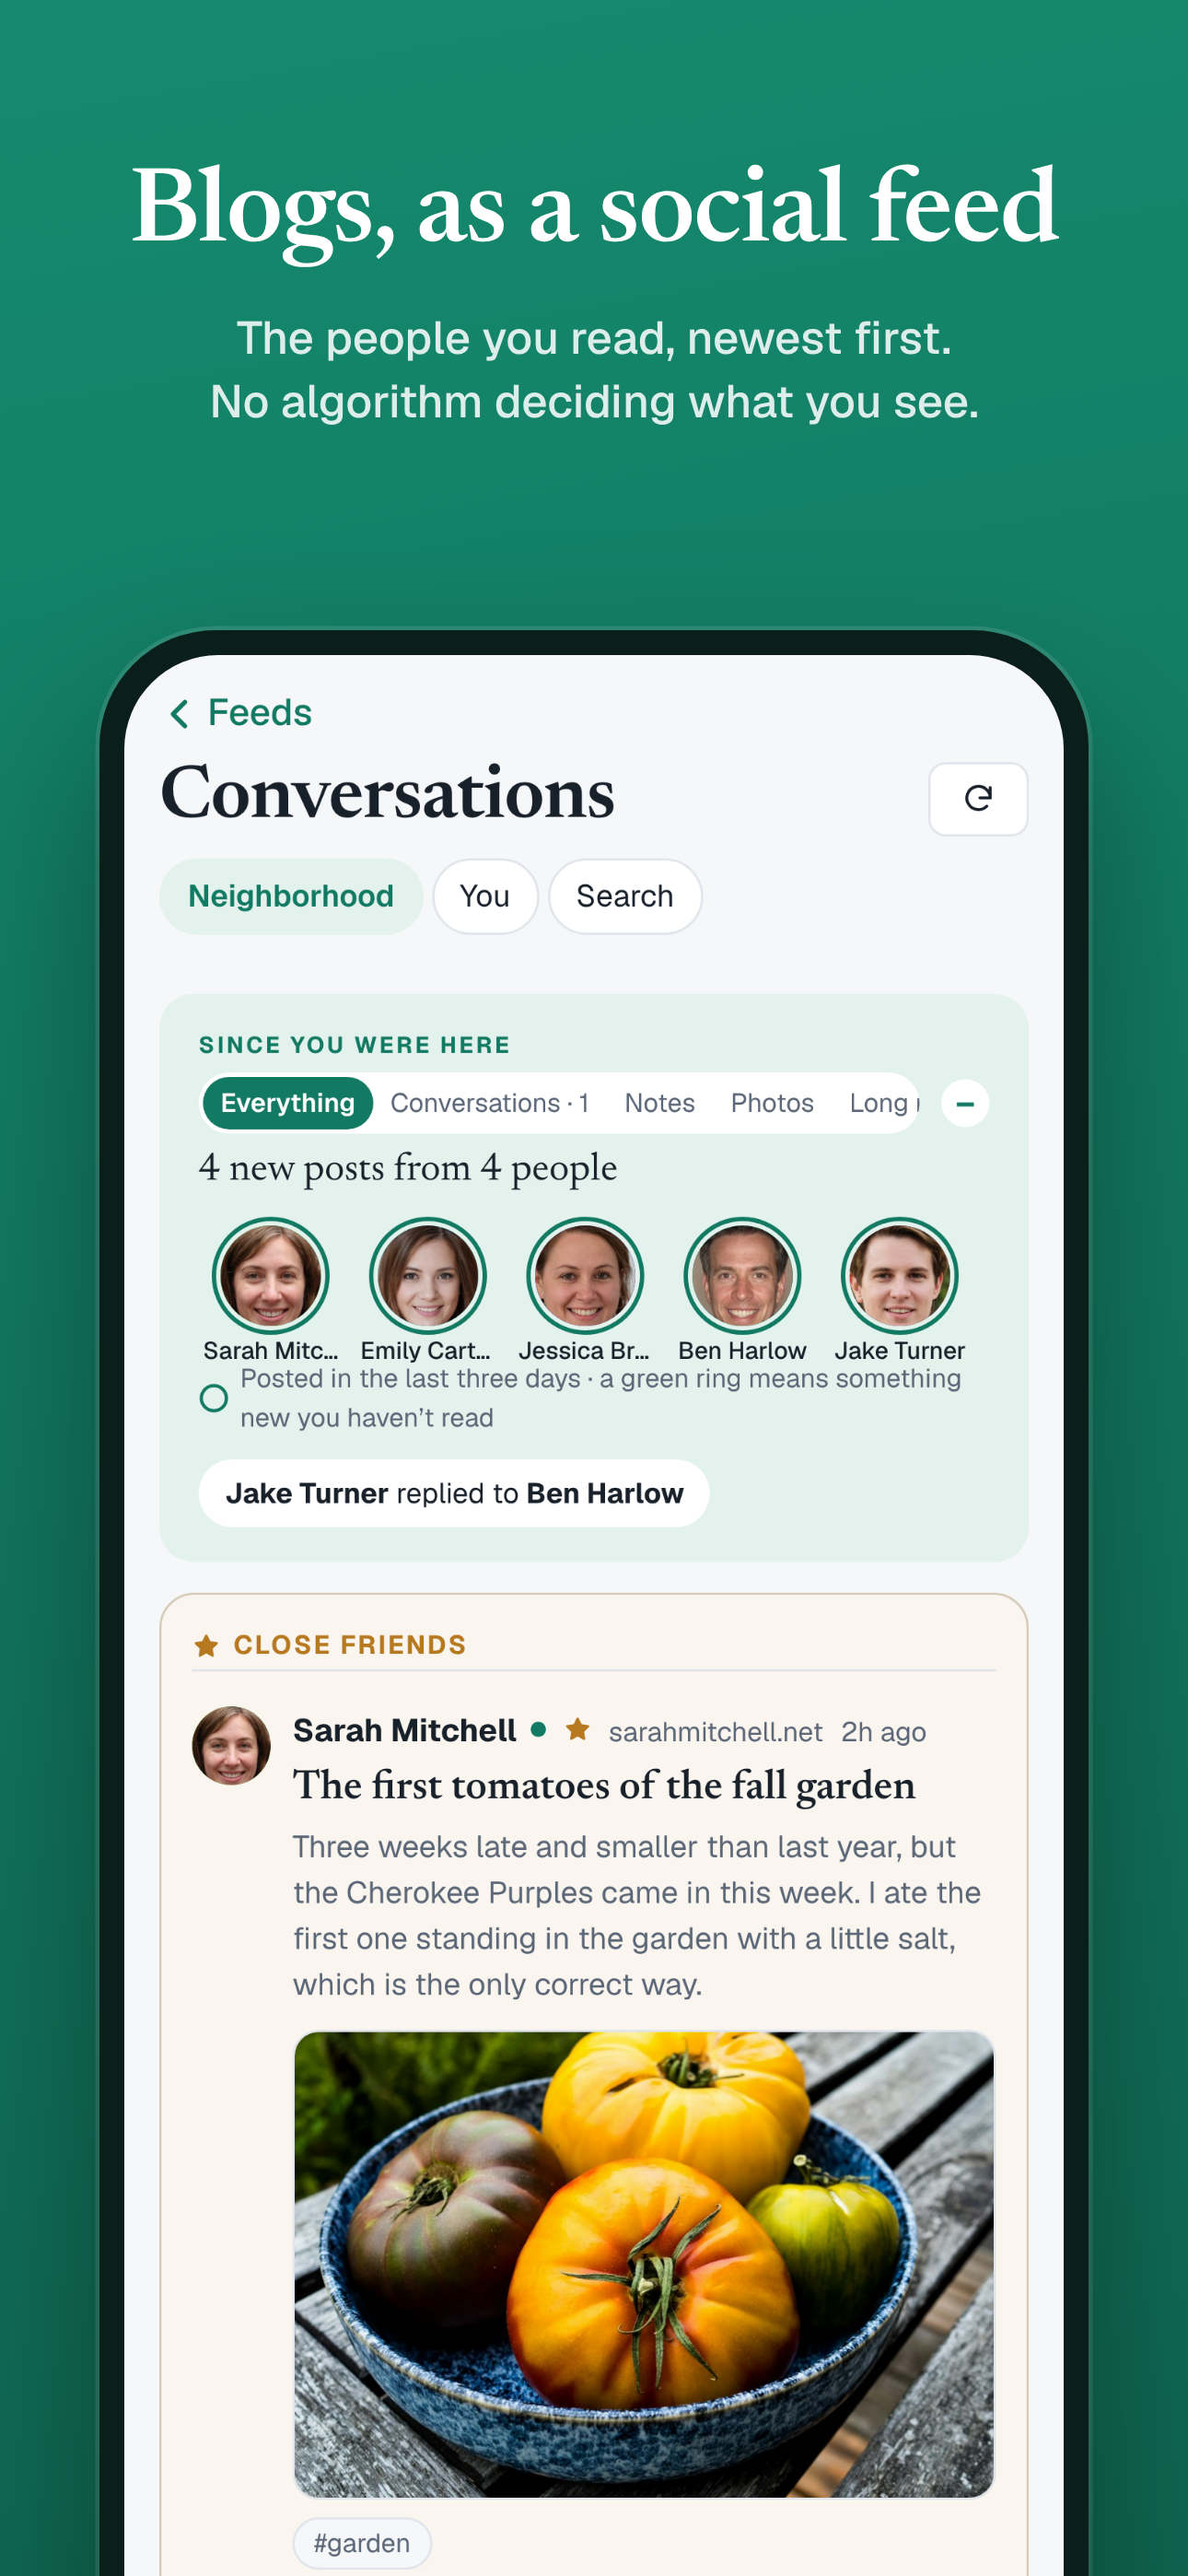 Blogs, as a social feed
The people you read, newest first.
No algorithm deciding what you see.
Feeds
Conversations
Neighborhood You Search
SINCE YOU WERE HERE
Everything Conversations · 1 Notes Photos Long
4 new posts from 4 people
Sarah Mitc... Emily Cart... Jessica Br... Ben Harlow Jake Turner
Posted in the last three days · a green ring means something
new you haven’t read
Jake Turner replied to Ben Harlow
CLOSE FRIENDS
Sarah Mitchell sarahmitchell.net 2h ago
The first tomatoes of the fall garden
Three weeks late and smaller than last year, but
the Cherokee Purples came in this week. I ate the
first one standing in the garden with a little salt,
which is the only correct way.
#garden